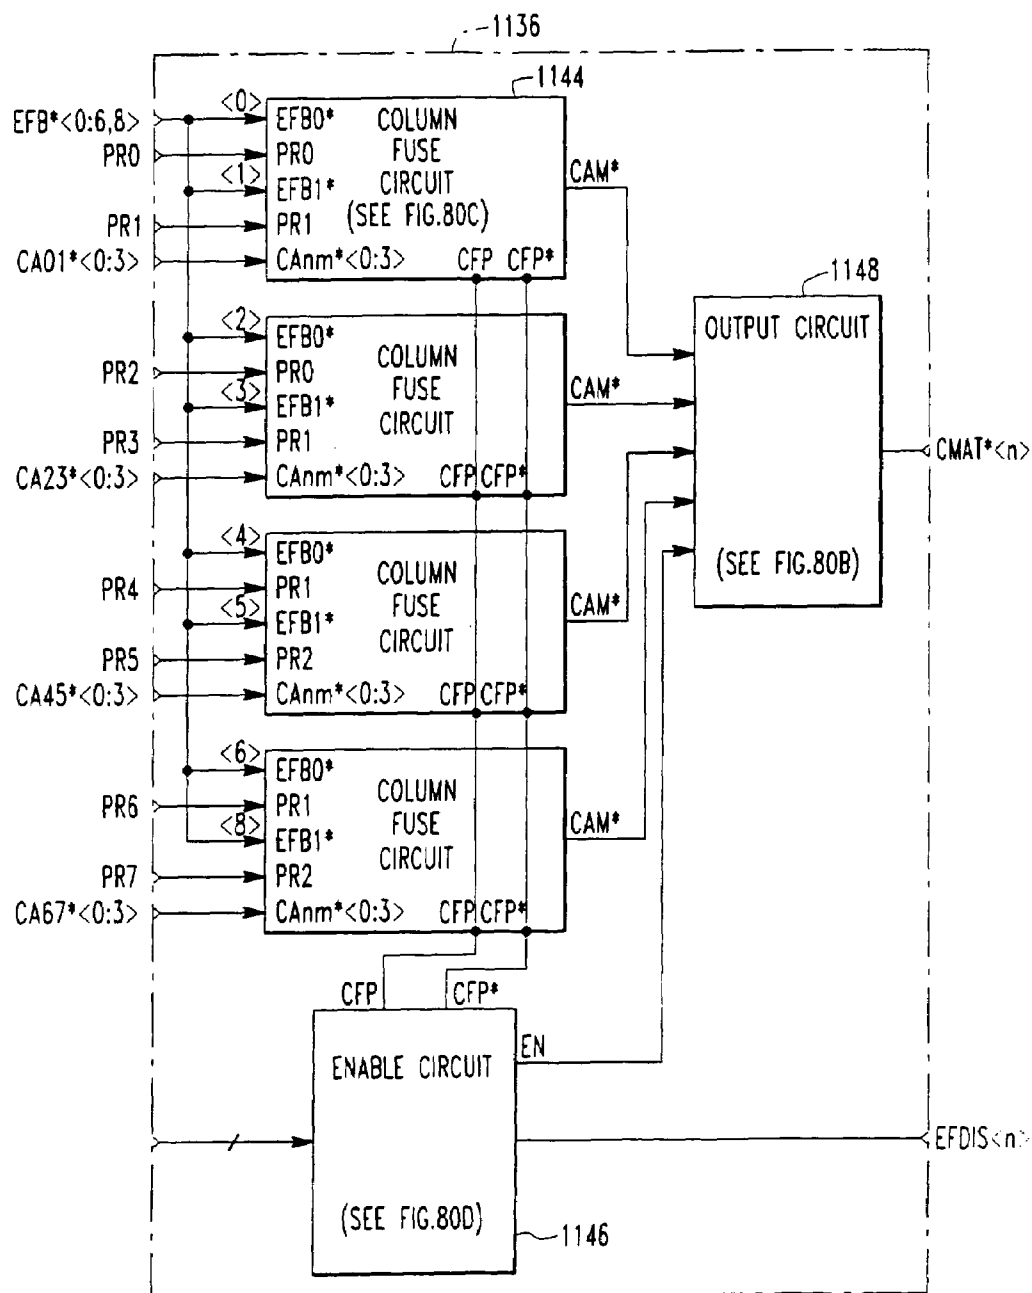 1136
1144
EFB*<0:6,8>
<0>
EFB0*
COLUMN
FUSE
CIRCUIT
(SEE FIG.80C)
PR0
PR0
<1>
EFB1*
PR1
PR1
CA01*<0:3>
CAnm*<0:3>
CFP
CFP*
CAM*
1148
OUTPUT CIRCUIT
(SEE FIG.80B)
CMAT*<n>
<2>
EFB0*
COLUMN
FUSE
CIRCUIT
PR2
PR0
<3>
EFB1*
PR3
PR1
CA23*<0:3>
CAnm*<0:3>
CFP
CFP*
CAM*
<4>
EFB0*
COLUMN
FUSE
CIRCUIT
PR4
PR1
<5>
EFB1*
PR5
PR2
CA45*<0:3>
CAnm*<0:3>
CFP
CFP*
CAM*
<6>
EFB0*
COLUMN
FUSE
CIRCUIT
PR6
PR1
<8>
EFB1*
PR7
PR2
CA67*<0:3>
CAnm*<0:3>
CFP
CFP*
CAM*
CFP
CFP*
EN
ENABLE CIRCUIT
(SEE FIG.80D)
1146
EFDIS<n>